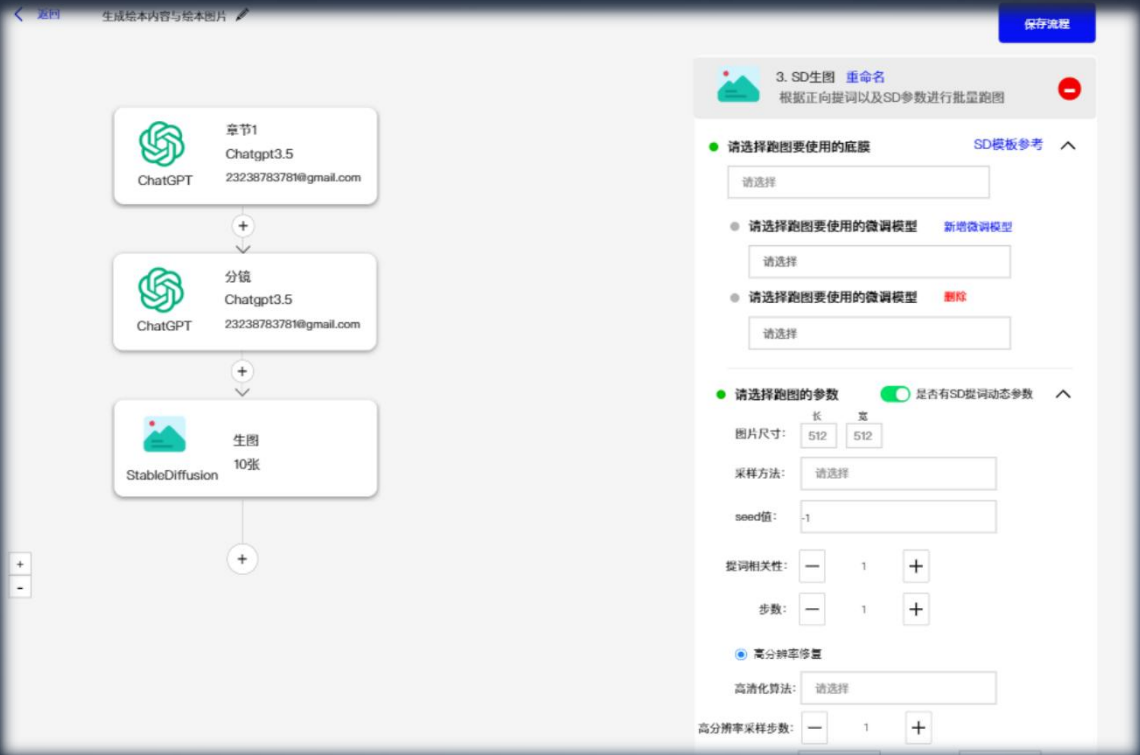 返回
生成绘本内容与绘本图片
保存流程
章节1
Chatgpt3.5
23238783781@gmail.com
ChatGPT
+
分镜
Chatgpt3.5
23238783781@gmail.com
ChatGPT
+
生图
10张
StableDiffusion
+
+
-
3. SD生图 重命名
根据正向提词以及SD参数进行批量跑图
请选择跑图要使用的底膜 SD模板参考
请选择
请选择跑图要使用的微调模型 新增微调模型
请选择
请选择跑图要使用的微调模型 删除
请选择
请选择跑图的参数 是否有SD提词动态参数
长 宽
图片尺寸: 512 512
采样方法: 请选择
seed值: -1
提词相关性: — 1 +
步数: — 1 +
高分辨率修复
高清化算法: 请选择
高分辨率采样步数: — 1 +